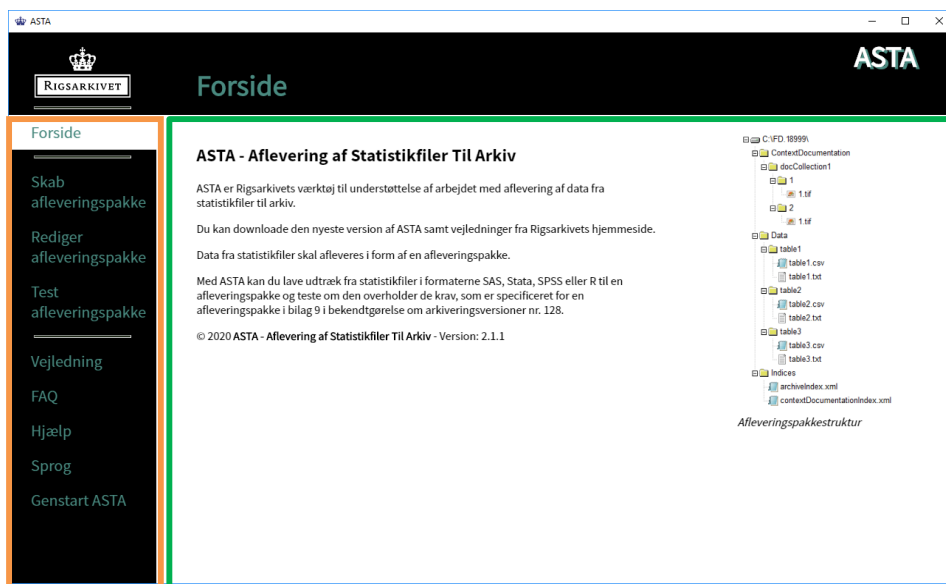 ASTA
RIGSARKIVET
Forside
ASTA
Forside
Skab
afleveringspakke
Rediger
afleveringspakke
Test
afleveringspakke
Vejledning
FAQ
Hjælp
Sprog
Genstart ASTA
ASTA - Aflevering af Statistikfiler Til Arkiv
ASTA er Rigsarkivets værktøj til understøttelse af arbejdet med aflevering af data fra
statistikfiler til arkiv.
Du kan downloade den nyeste version af ASTA samt vejledninger fra Rigsarkivets hjemmeside.
Data fra statistikfiler skal afleveres i form af en afleveringspakke.
Med ASTA kan du lave udtræk fra statistikfiler i formaterne SAS, Stata, SPSS eller R til en
afleveringspakke og teste om den overholder de krav, som er specificeret for en
afleveringspakke i bilag 9 i bekendtgørelse om arkiveringsversioner nr. 128.
© 2020 ASTA - Aflevering af Statistikfiler Til Arkiv - Version: 2.1.1
C:\FD.18999\
ContextDocumentation
docCollection1
1
1.tif
2
1.tif
Data
table1
table1.csv
table1.txt
table2
table2.csv
table2.txt
table3
table3.csv
table3.txt
Indices
archiveIndex.xml
contextDocumentationIndex.xml
Afleveringspakkestruktur